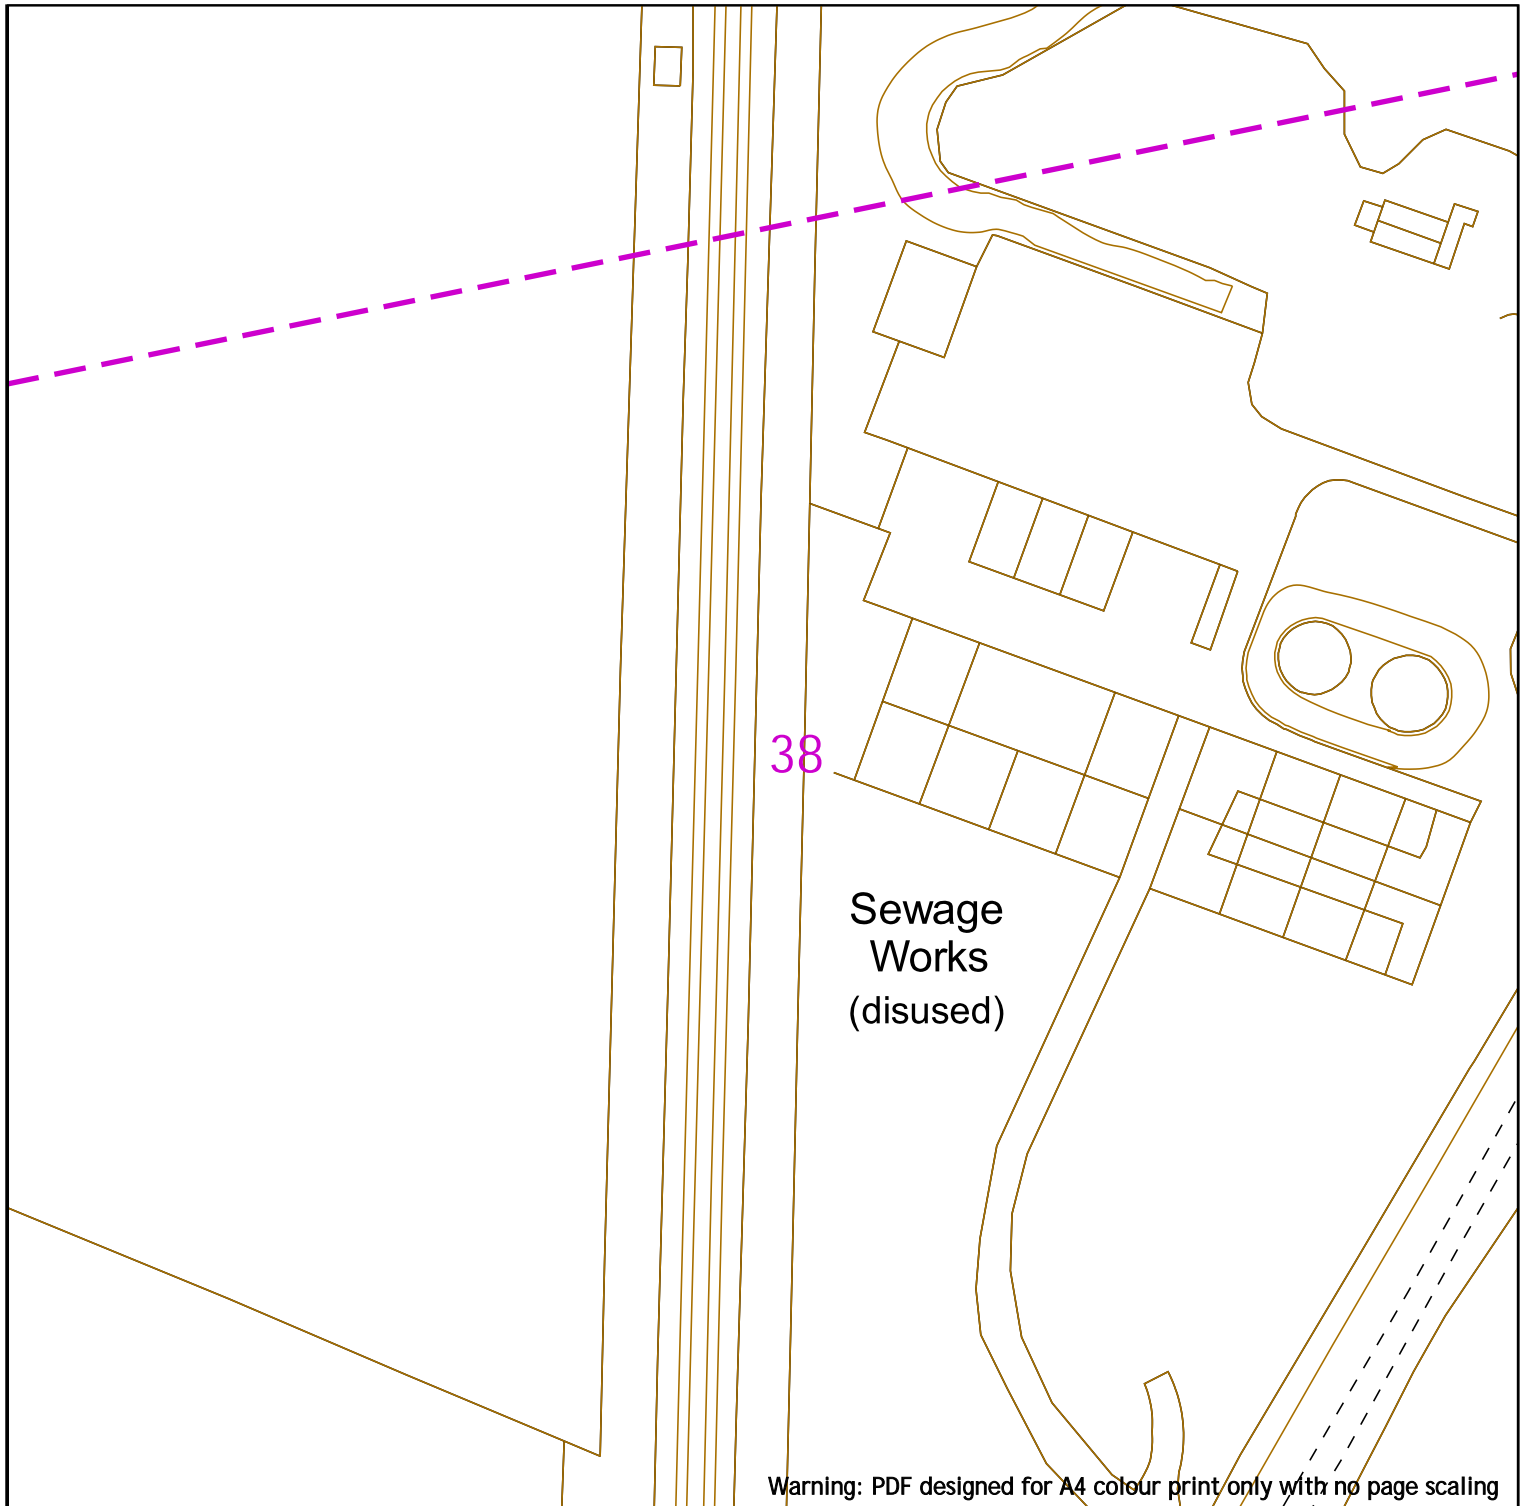 38
Sewage
Works
(disused)
Warning: PDF designed for A4 colour print only with no page scaling